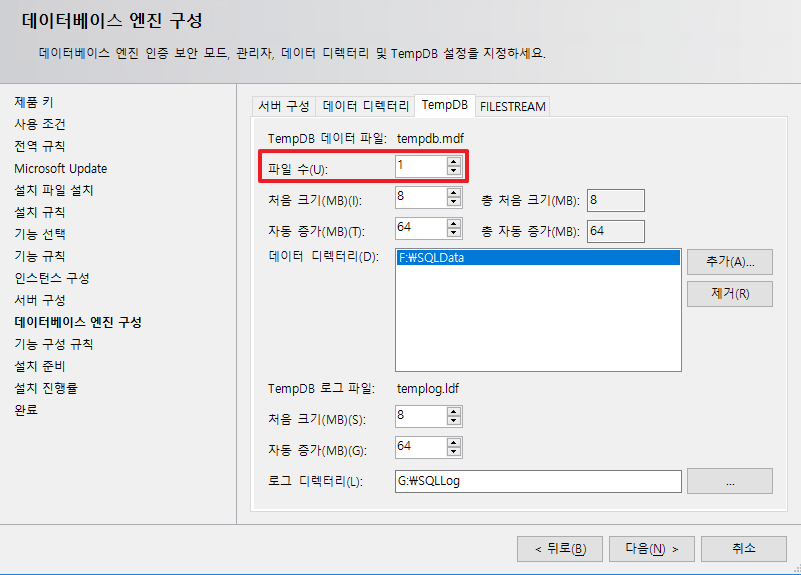 데이터베이스 엔진 구성
데이터베이스 엔진 인증 보안 모드, 관리자, 데이터 디렉터리 및 TempDB 설정을 지정하세요.
제품 키
사용 조건
전역 규칙
Microsoft Update
설치 파일 설치
설치 규칙
기능 선택
기능 규칙
인스턴스 구성
서버 구성
데이터베이스 엔진 구성
기능 구성 규칙
설치 준비
설치 진행률
완료
서버 구성 데이터 디렉터리 TempDB FILESTREAM
TempDB 데이터 파일: tempdb.mdf
파일 수(U): 1
처음 크기(MB)(I): 8 총 처음 크기(MB): 8
자동 증가(MB)(T): 64 총 자동 증가(MB): 64
데이터 디렉터리(D): F:₩SQLData 추가(A)...
제거(R)
TempDB 로그 파일: templog.ldf
처음 크기(MB)(S): 8
자동 증가(MB)(G): 64
로그 디렉터리(L): G:₩SQLLog ...
< 뒤로(B) 다음(N) > 취소